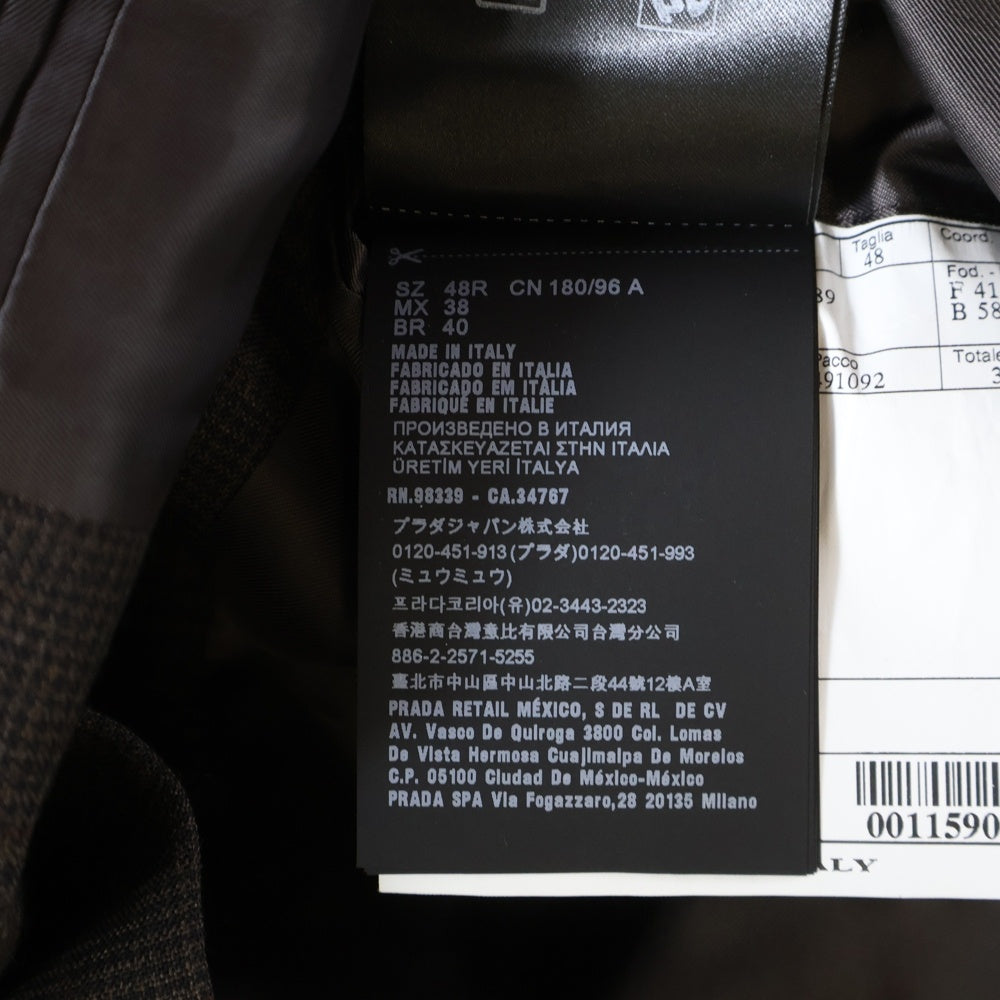 SZ 48R CN 180/96 A
MX 38
BR 40
MADE IN ITALY
FABRICADO EN ITALIA
FABRICADO EM ITÁLIA
FABRIQUÉ EN ITALIE
ПРОИЗВЕДЕНО В ИТАЛИЯ
ΚΑΤΑΣΚΕΥΑΖΕΤΑΙ ΣΤΗΝ ΙΤΑΛΙΑ
ÜRETİM YERİ İTALYA
RN.98339 - CA.34767
プラダジャパン株式会社
0120-451-913(プラダ)0120-451-993
(ミュウミュウ)
프라다코리아(유)02-3443-2323
香港商台灣 比有限公司台灣分公司
886-2-2571-5255
臺北市中山區中山北路二段44號12樓A室
PRADA RETAIL MÉXICO, S DE RL DE CV
AV. Vasco De Quiroga 3800 Col. Lomas
De Vista Hermosa Cuajimalpa De Morelos
C.P. 05100 Ciudad De México-México
PRADA SPA Via Fogazzaro,28 20135 Milano
Taglia
48
Coord.
Fod. -
89
F 41
B 58
Pacco
491092
Totale
3
0011590
ALY